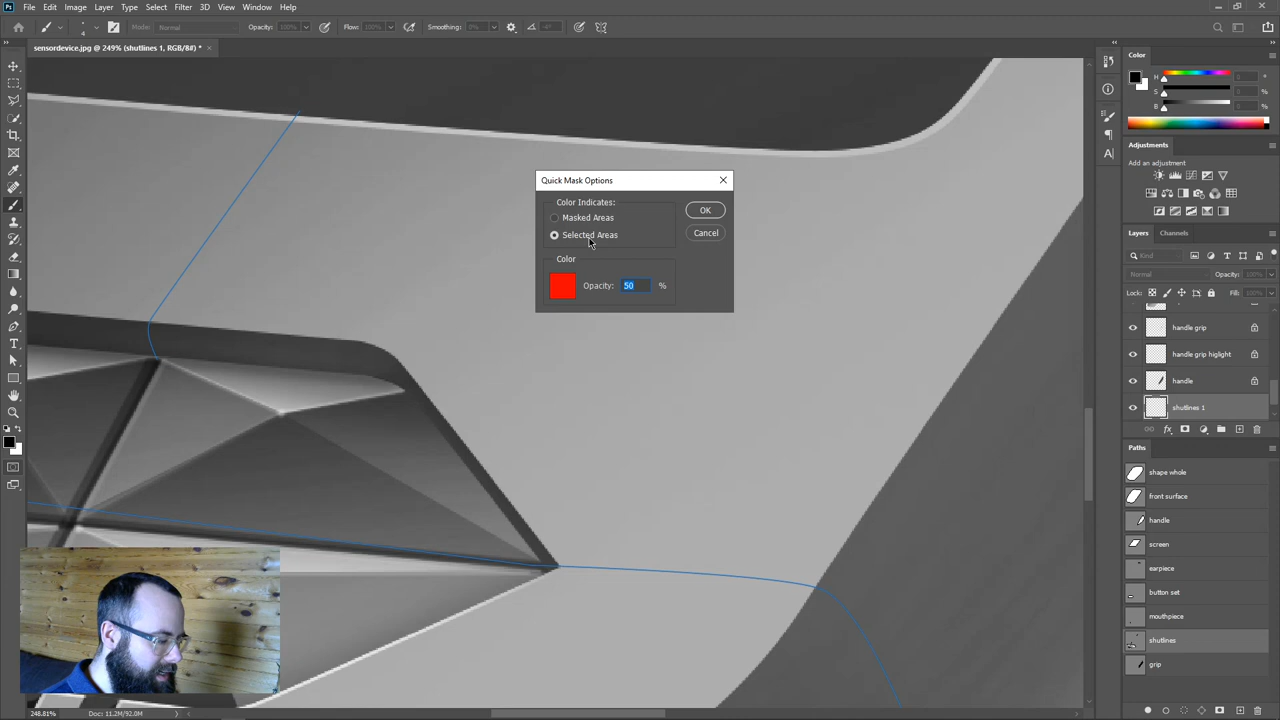 File Edit Image Layer Type Select Filter 3D View Window Help
Mode: Normal Opacity: 100% Flow: 100% Smoothing: 0%
sensordevice.jpg @ 249% (shutlines 1, RGB/8#) * ×
Quick Mask Options
Color Indicates:
Masked Areas
Selected Areas
OK
Cancel
Color
Opacity: 50 %
Color
H
S
B
Adjustments
Add an adjustment
Layers Channels
Kind
Normal Opacity: 100%
Lock: Fill:
handle grip
handle grip higlight
handle
shutlines 1
Paths
shape whole
front surface
handle
screen
earpiece
button set
mouthpiece
shutlines
grip
248.81% Doc: 11.2M/92.0M